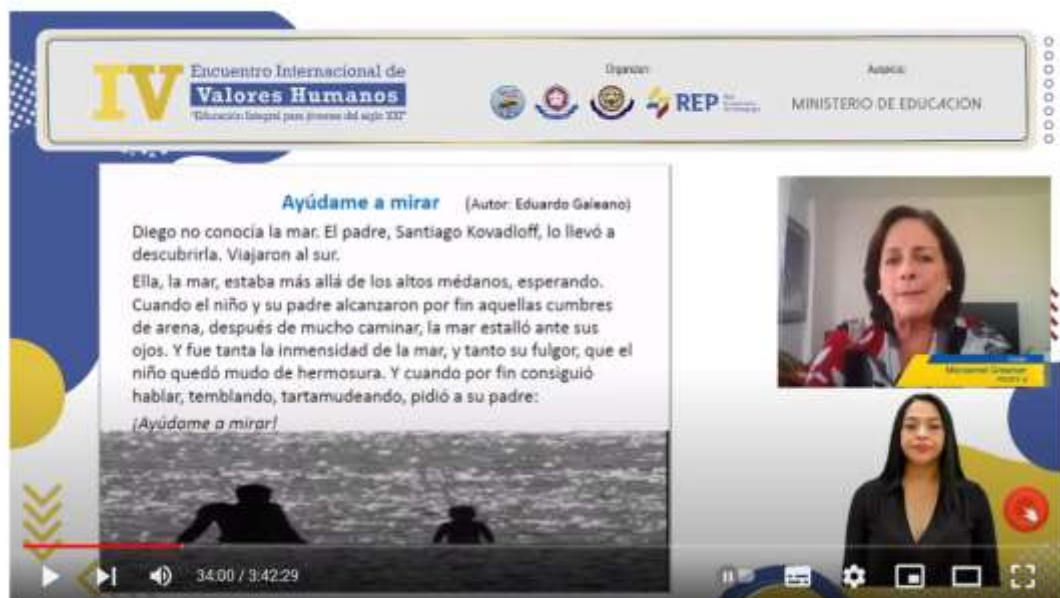 IV
Encuentro Internacional de
Valores Humanos
"Educación Integral para jóvenes del siglo XXI"
Organizan:
REP
Auspicia:
MINISTERIO DE EDUCACIÓN
Ayúdame a mirar (Autor: Eduardo Galeano)
Diego no conocía la mar. El padre, Santiago Kovadloff, lo llevó a
descubrirla. Viajaron al sur.
Ella, la mar, estaba más allá de los altos médanos, esperando.
Cuando el niño y su padre alcanzaron por fin aquellas cumbres
de arena, después de mucho caminar, la mar estalló ante sus
ojos. Y fue tanta la inmensidad de la mar, y tanto su fulgor, que el
niño quedó mudo de hermosura. Y cuando por fin consiguió
hablar, temblando, tartamudeando, pidió a su padre:
¡Ayúdame a mirar!
34:00 / 3:42:29